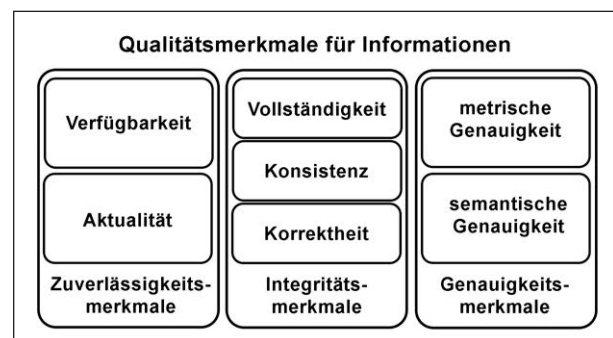 Qualitätsmerkmale für Informationen
Verfügbarkeit
Aktualität
Zuverlässigkeits-
merkmale
Vollständigkeit
Konsistenz
Korrektheit
Integritäts-
merkmale
metrische
Genauigkeit
semantische
Genauigkeit
Genauigkeits-
merkmale